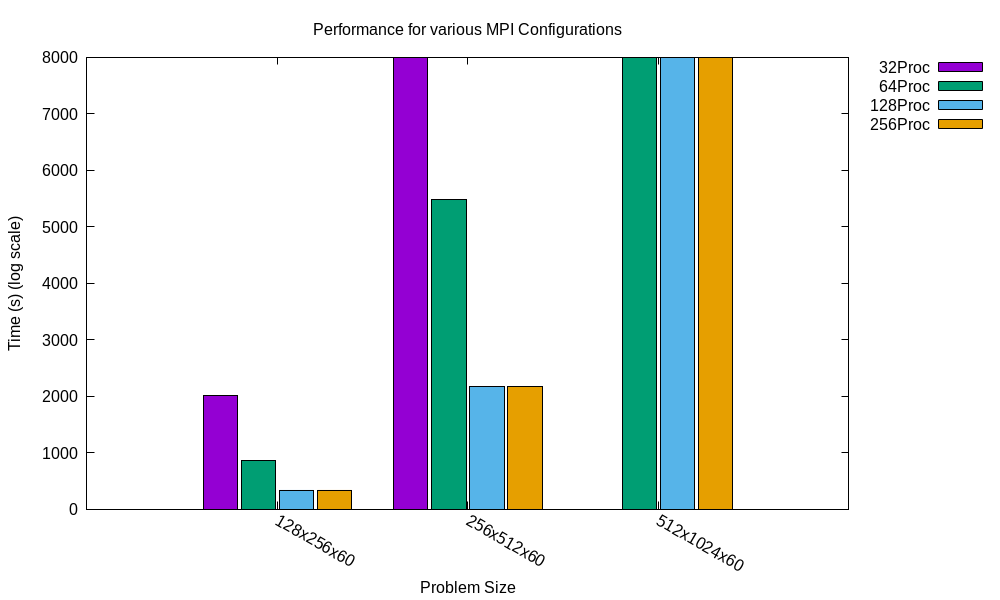 Performance for various MPI Configurations
32Proc
64Proc
128Proc
256Proc
8000
7000
6000
5000
4000
3000
2000
1000
0
Time (s) (log scale)
128x256x60
256x512x60
512x1024x60
Problem Size